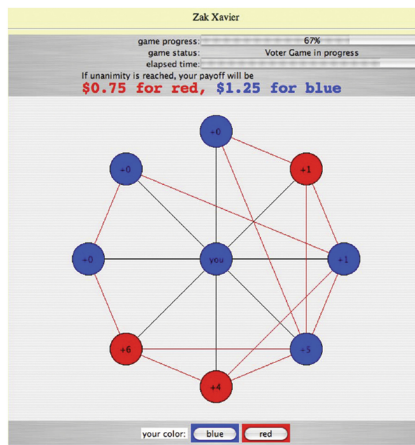 Zak Xavier
game progress: 67%
game status: Voter Game in progress
elapsed time:
If unanimity is reached, your payoff will be
$0.75 for red, $1.25 for blue
+0
+0
+1
+0
you
+1
+6
+5
+4
your color: blue red